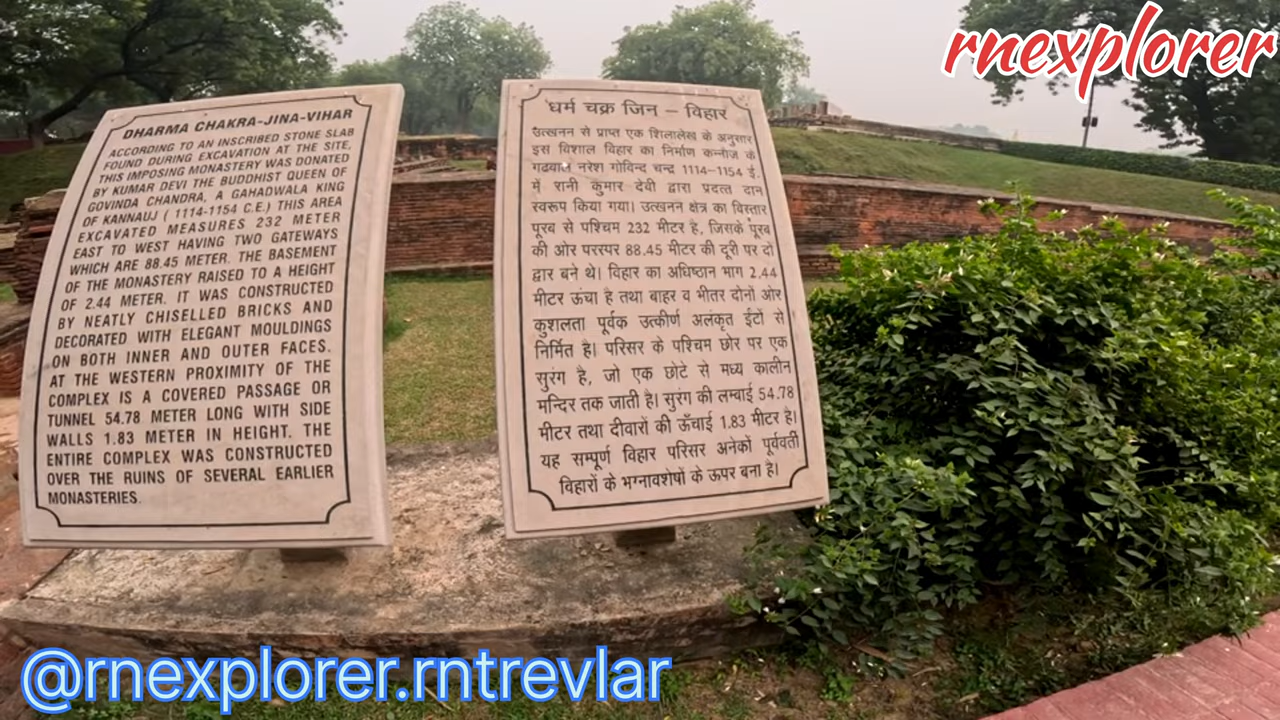 rnexplorer
DHARMA CHAKRA-JINA-VIHAR
ACCORDING TO AN INSCRIBED STONE SLAB
FOUND DURING EXCAVATION AT THE SITE,
THIS IMPOSING MONASTERY WAS DONATED
BY KUMAR DEVI THE BUDDHIST QUEEN OF
GOVINDA CHANDRA, A GAHADWALA KING
OF KANNAUJ ( 1114-1154 C.E.) THIS AREA
EXCAVATED MEASURES 232 METER
EAST TO WEST HAVING TWO GATEWAYS
WHICH ARE 88.45 METER. THE BASEMENT
OF THE MONASTERY RAISED TO A HEIGHT
OF 2.44 METER. IT WAS CONSTRUCTED
BY NEATLY CHISELLED BRICKS AND
DECORATED WITH ELEGANT MOULDINGS
ON BOTH INNER AND OUTER FACES.
AT THE WESTERN PROXIMITY OF THE
COMPLEX IS A COVERED PASSAGE OR
TUNNEL 54.78 METER LONG WITH SIDE
WALLS 1.83 METER IN HEIGHT. THE
ENTIRE COMPLEX WAS CONSTRUCTED
OVER THE RUINS OF SEVERAL EARLIER
MONASTERIES.
धर्म चक्र जिन – विहार
उत्खनन से प्राप्त एक शिलालेख के अनुसार
इस विशाल विहार का निर्माण कन्नौज के
गढवाल नरेश गोविन्द चन्द्र 1114–1154 ई.
में रानी कुमार देवी द्वारा प्रदत्त दान
स्वरूप किया गया। उत्खनन क्षेत्र का विस्तार
पूरब से पश्चिम 232 मीटर है, जिसके पूरब
की ओर परस्पर 88.45 मीटर की दूरी पर दो
द्वार बने थे। विहार का अधिष्ठान भाग 2.44
मीटर ऊंचा है तथा बाहर व भीतर दोनों ओर
कुशलता पूर्वक उत्कीर्ण अलंकृत ईंटों से
निर्मित है। परिसर के पश्चिम छोर पर एक
सुरंग है, जो एक छोटे से मध्य कालीन
मन्दिर तक जाती है। सुरंग की लम्बाई 54.78
मीटर तथा दीवारों की ऊँचाई 1.83 मीटर है।
यह सम्पूर्ण विहार परिसर अनेकों पूर्ववर्ती
विहारों के भग्नावशेषों के ऊपर बना है।
@rnexplorer.rntrevlar